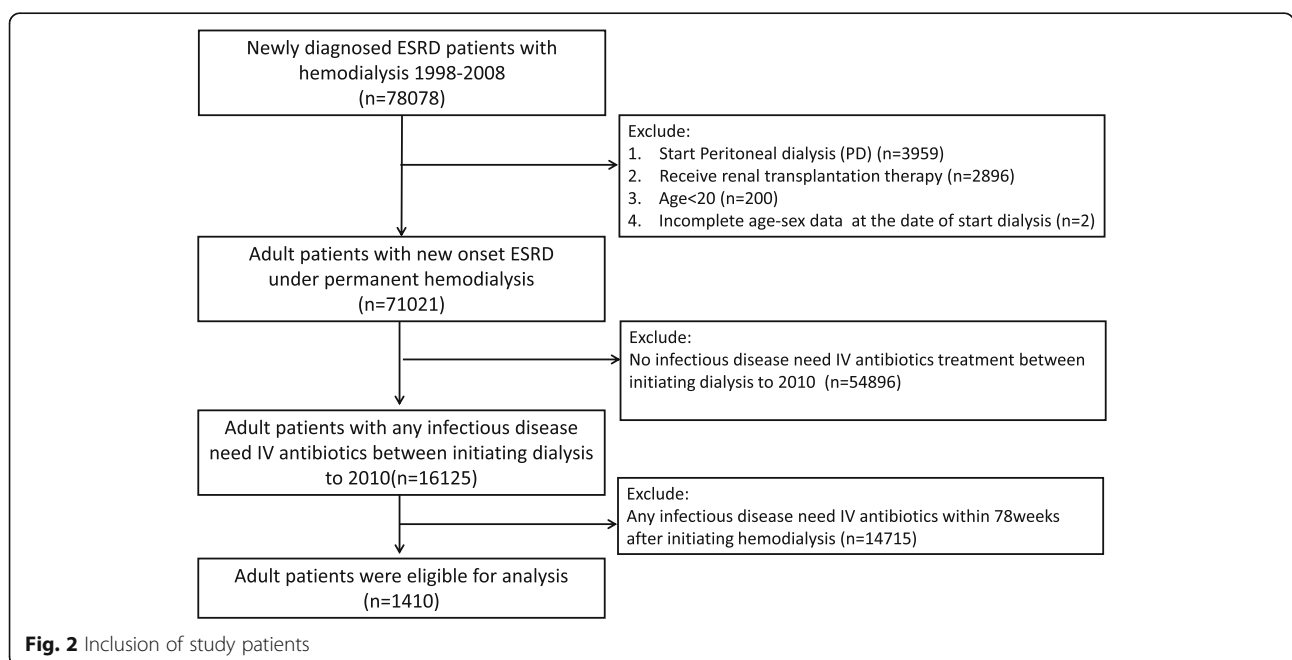 Newly diagnosed ESRD patients with
hemodialysis 1998-2008
(n=78078)
Exclude:
1. Start Peritoneal dialysis (PD) (n=3959)
2. Receive renal transplantation therapy (n=2896)
3. Age<20 (n=200)
4. Incomplete age-sex data at the date of start dialysis (n=2)
Adult patients with new onset ESRD
under permanent hemodialysis
(n=71021)
Exclude:
No infectious disease need IV antibiotics treatment between
initiating dialysis to 2010 (n=54896)
Adult patients with any infectious disease
need IV antibiotics between initiating dialysis
to 2010(n=16125)
Exclude:
Any infectious disease need IV antibiotics within 78weeks
after initiating hemodialysis (n=14715)
Adult patients were eligible for analysis
(n=1410)
Fig. 2 Inclusion of study patients